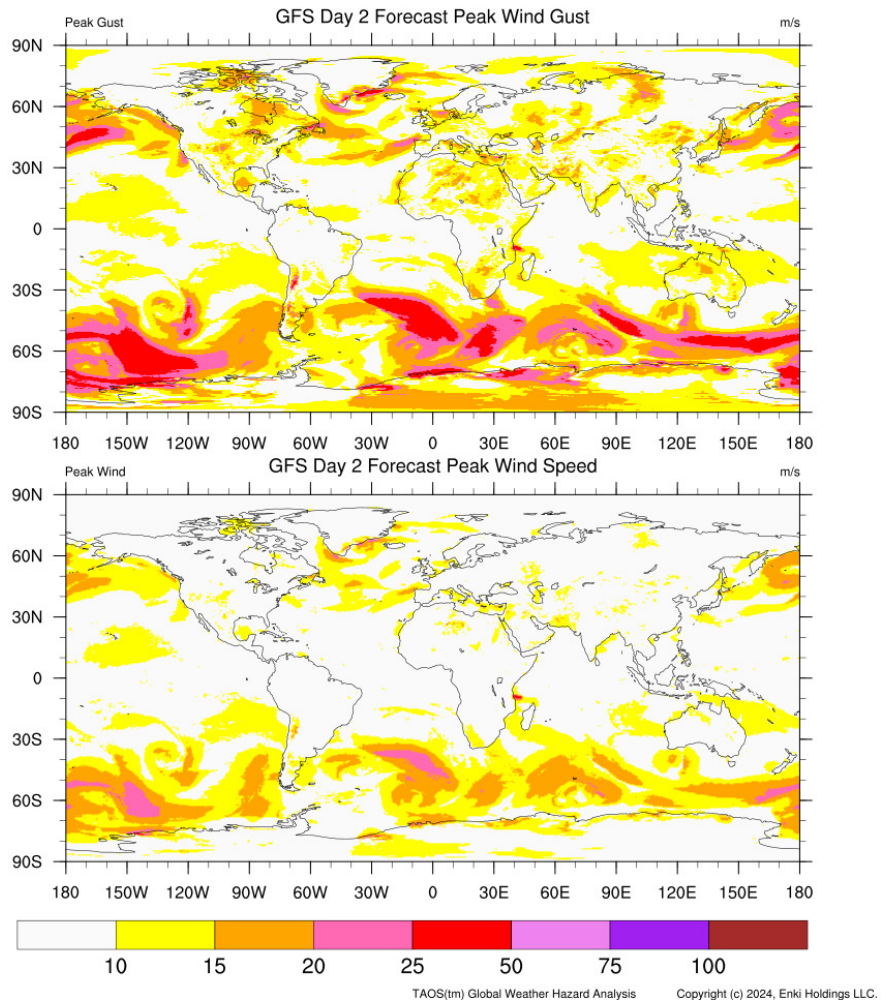 Peak Gust GFS Day 2 Forecast Peak Wind Gust m/s
90N
60N
30N
0
30S
60S
90S
180 150W 120W 90W 60W 30W 0 30E 60E 90E 120E 150E 180
Peak Wind GFS Day 2 Forecast Peak Wind Speed m/s
90N
60N
30N
0
30S
60S
90S
180 150W 120W 90W 60W 30W 0 30E 60E 90E 120E 150E 180
10 15 20 25 50 75 100
TAOS(tm) Global Weather Hazard Analysis Copyright (c) 2024, Enki Holdings LLC.